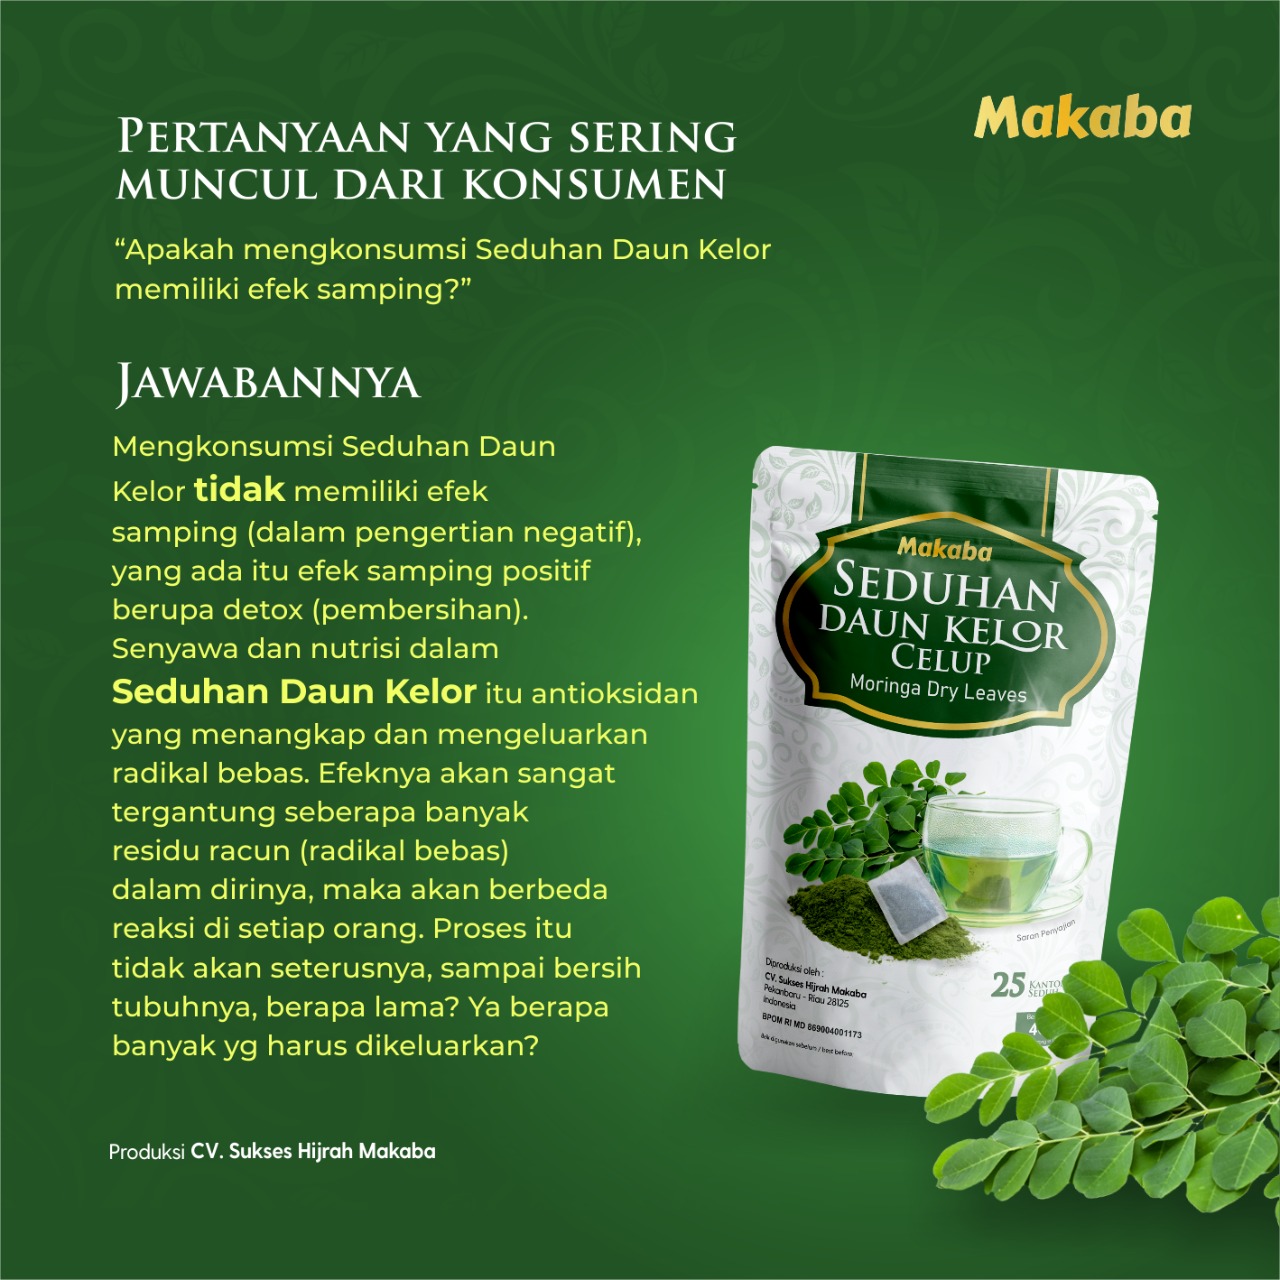 Makaba
PERTANYAAN YANG SERING
MUNCUL DARI KONSUMEN
“Apakah mengkonsumsi Seduhan Daun Kelor
memiliki efek samping?”
JAWABANNYA
Mengkonsumsi Seduhan Daun
Kelor tidak memiliki efek
samping (dalam pengertian negatif),
yang ada itu efek samping positif
berupa detox (pembersihan).
Senyawa dan nutrisi dalam
Seduhan Daun Kelor itu antioksidan
yang menangkap dan mengeluarkan
radikal bebas. Efeknya akan sangat
tergantung seberapa banyak
residu racun (radikal bebas)
dalam dirinya, maka akan berbeda
reaksi di setiap orang. Proses itu
tidak akan seterusnya, sampai bersih
tubuhnya, berapa lama? Ya berapa
banyak yg harus dikeluarkan?
Produksi CV. Sukses Hijrah Makaba
Makaba
SEDUHAN
DAUN KELOR
CELUP
Moringa Dry Leaves
Saran Penyajian
Diproduksi oleh :
CV. Sukses Hijrah Makaba
Pekanbaru - Riau 28125
Indonesia
BPOM RI MD 869004001173
Baik digunakan sebelum / best before
25
SEDUH